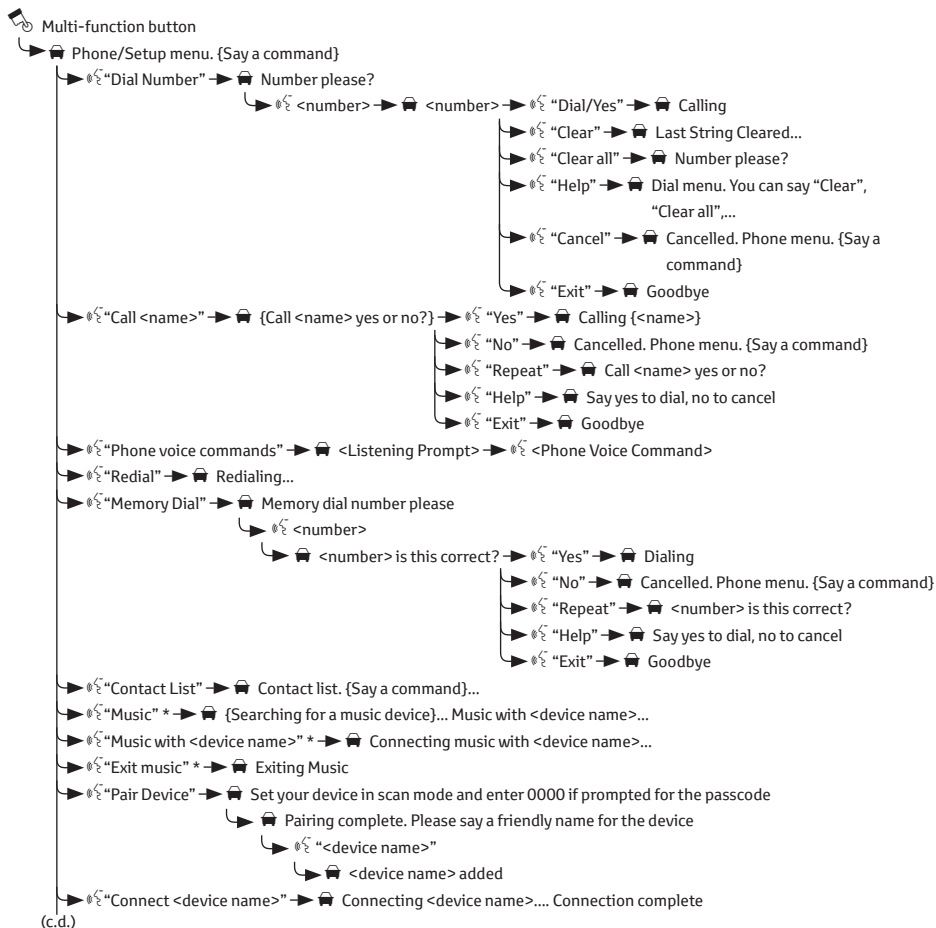 Multi-function button
Phone/Setup menu. {Say a command}
“Dial Number” Number please?
<number> <number> “Dial/Yes” Calling
“Clear” Last String Cleared...
“Clear all” Number please?
“Help” Dial menu. You can say “Clear”,
“Clear all”,...
“Cancel” Cancelled. Phone menu. {Say a
command}
“Exit” Goodbye
“Call <name>” {Call <name> yes or no?} “Yes” Calling {<name>}
“No” Cancelled. Phone menu. {Say a command}
“Repeat” Call <name> yes or no?
“Help” Say yes to dial, no to cancel
“Exit” Goodbye
“Phone voice commands” <Listening Prompt> <Phone Voice Command>
“Redial” Redialing...
“Memory Dial” Memory dial number please
<number>
<number> is this correct? “Yes” Dialing
“No” Cancelled. Phone menu. {Say a command}
“Repeat” <number> is this correct?
“Help” Say yes to dial, no to cancel
“Exit” Goodbye
“Contact List” Contact list. {Say a command}...
“Music” * {Searching for a music device}... Music with <device name>...
“Music with <device name>” * Connecting music with <device name>...
“Exit music” * Exiting Music
“Pair Device” Set your device in scan mode and enter 0000 if prompted for the passcode
Pairing complete. Please say a friendly name for the device
“<device name>”
<device name> added
“Connect <device name>” Connecting <device name>.... Connection complete
(c.d.)